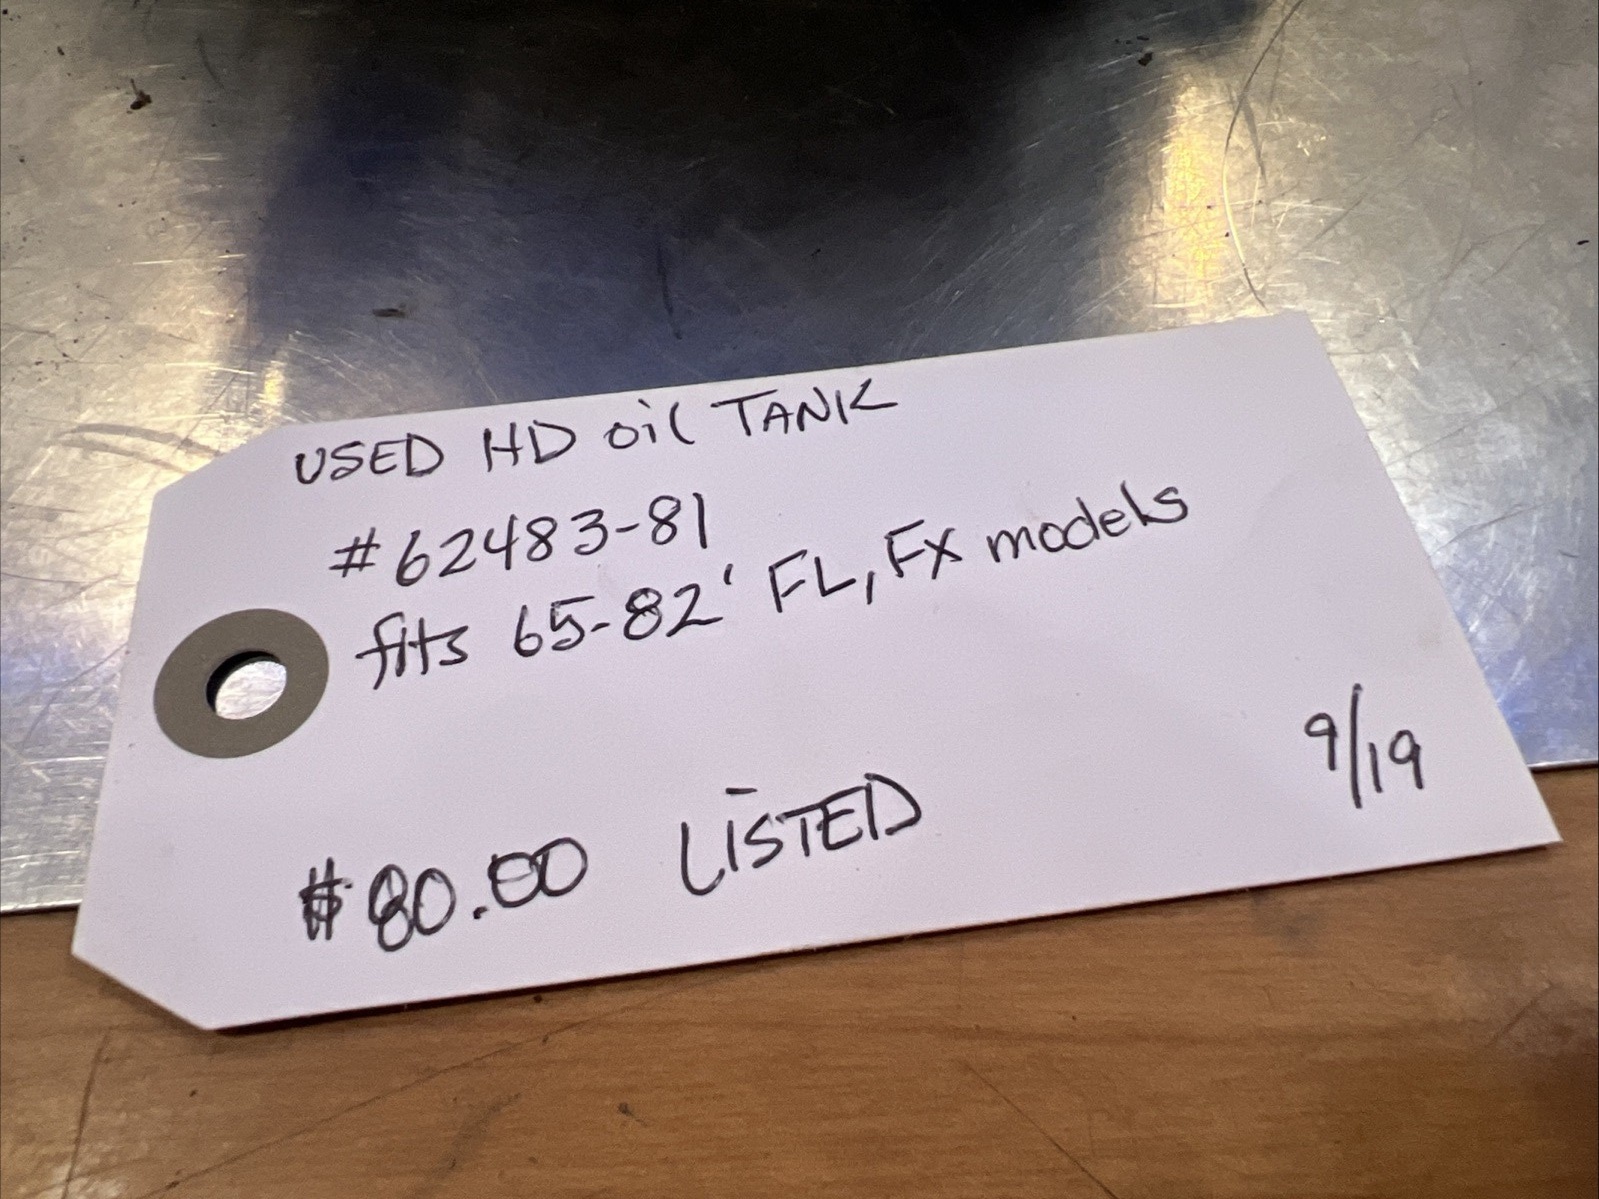 USED HD oil TANK
#62483-81
fits 65-82' FL, FX models
9/19
$80.00 LiSTED